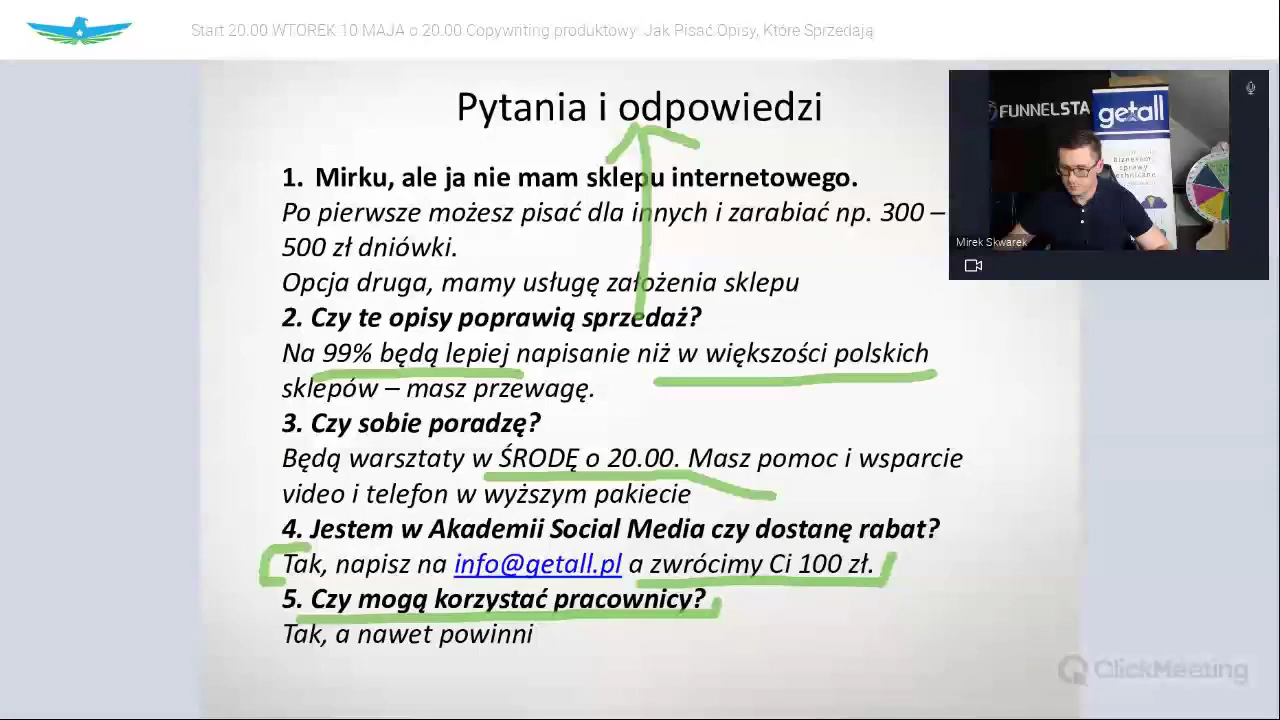 Start 20.00 WTOREK 10 MAJA o 20.00 Copywriting produktowy: Jak Pisać Opisy, Które Sprzedają
Pytania i odpowiedzi
1. Mirku, ale ja nie mam sklepu internetowego.
Po pierwsze możesz pisać dla innych i zarabiać np. 300 –
500 zł dniówki.
Opcja druga, mamy usługę założenia sklepu
2. Czy te opisy poprawią sprzedaż?
Na 99% będą lepiej napisanie niż w większości polskich
sklepów – masz przewagę.
3. Czy sobie poradzę?
Będą warsztaty w ŚRODĘ o 20.00. Masz pomoc i wsparcie
video i telefon w wyższym pakiecie
4. Jestem w Akademii Social Media czy dostanę rabat?
Tak, napisz na info@getall.pl a zwrócimy Ci 100 zł.
5. Czy mogą korzystać pracownicy?
Tak, a nawet powinni
FUNNELSTA
getall
Mirek Skwarek
ClickMeeting